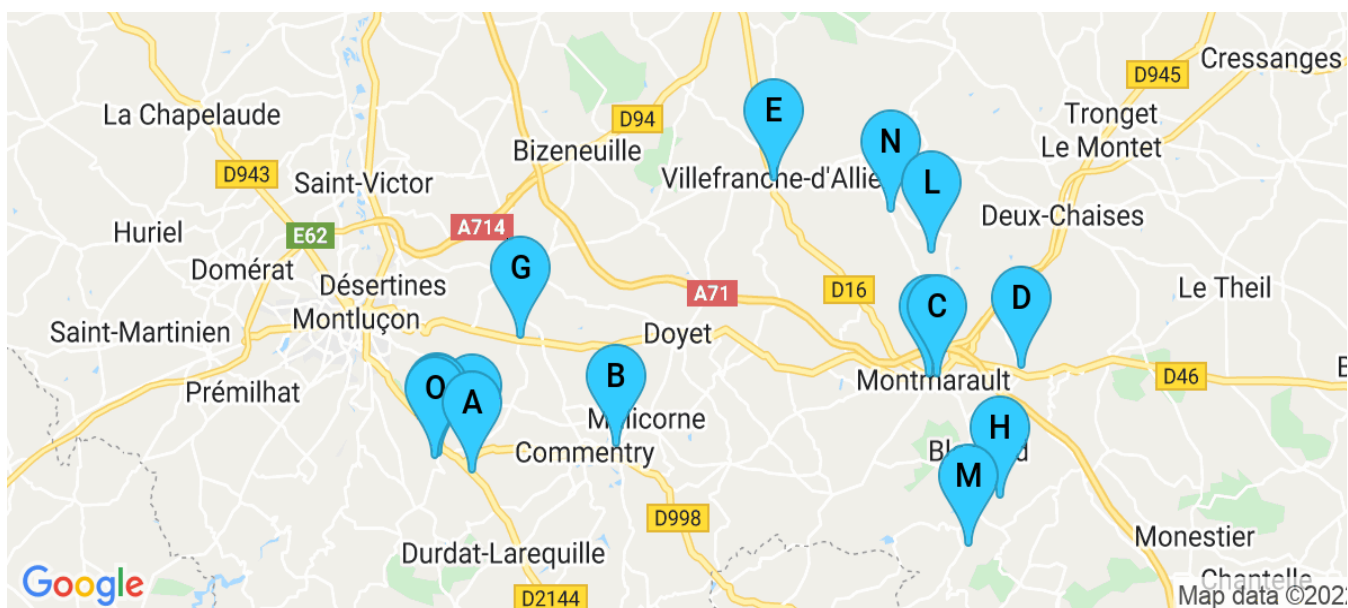 Cressanges
D945
La Chapelaude
Tronget
E
D94
N
Le Montet
Bizeneuille
D943
Saint-Victor
Villefranche-d'Allie
L
Deux-Chaises
Huriel
E62
A714
Domérat
G
D16
A71
C
D
Le Theil
Désertines
Saint-Martinien
Montluçon
Doyet
Prémilhat
O
A
B
Montmarault
D46
B
Commentry
H
M
D998
Monestier
Durdat-Larequille
Google
D2144
Chantelle
Map data ©2022